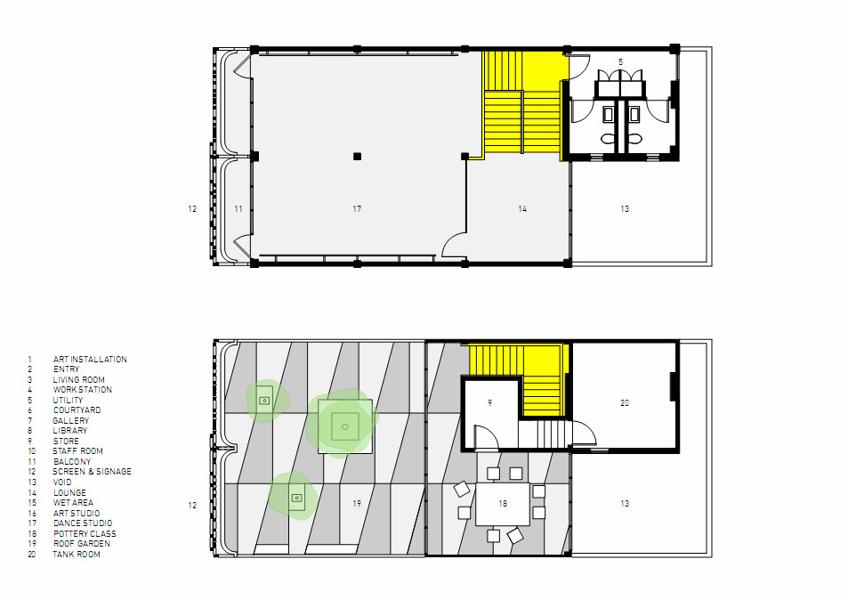 5
12
11
17
14
13
9
20
12
19
18
13
1 ART INSTALLATION
2 ENTRY
3 LIVING ROOM
4 WORK STATION
5 UTILITY
6 COURTYARD
7 GALLERY
8 LIBRARY
9 STORE
10 STAFF ROOM
11 BALCONY
12 SCREEN & SIGNAGE
13 VOID
14 LOUNGE
15 WET AREA
16 ART STUDIO
17 DANCE STUDIO
18 POTTERY CLASS
19 ROOF GARDEN
20 TANK ROOM